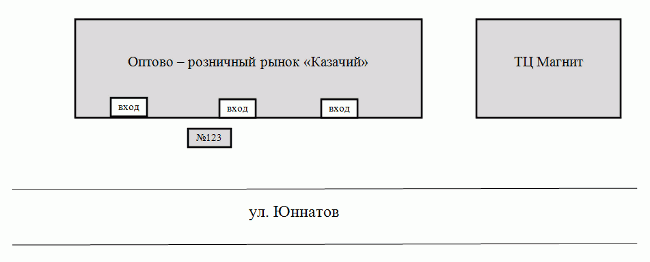 Оптово – розничный рынок «Казачий»
ТЦ Магнит
вход
вход
вход
№123
ул. Юннатов